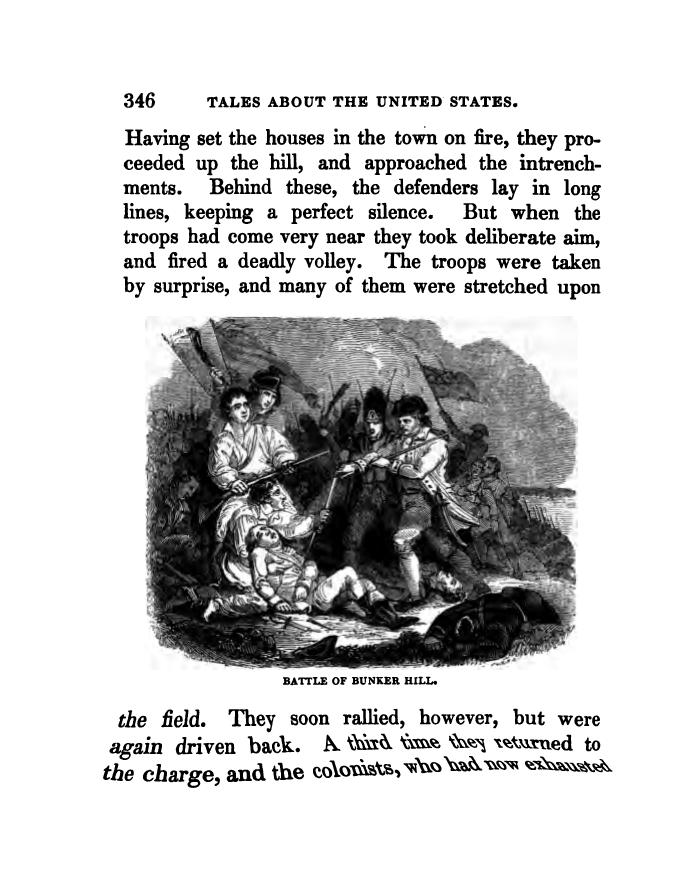 346 TALES ABOUT THE UNITED STATES.
Having set the houses in the town on fire, they pro-
ceeded up the hill, and approached the intrench-
ments. Behind these, the defenders lay in long
lines, keeping a perfect silence. But when the
troops had come very near they took deliberate aim,
and fired a deadly volley. The troops were taken
by surprise, and many of them were stretched upon
BATTLE OF BUNKER HILL.
the field. They soon rallied, however, but were
again driven back. A third time they returned to
the charge, and the colonists, who had now exhausted